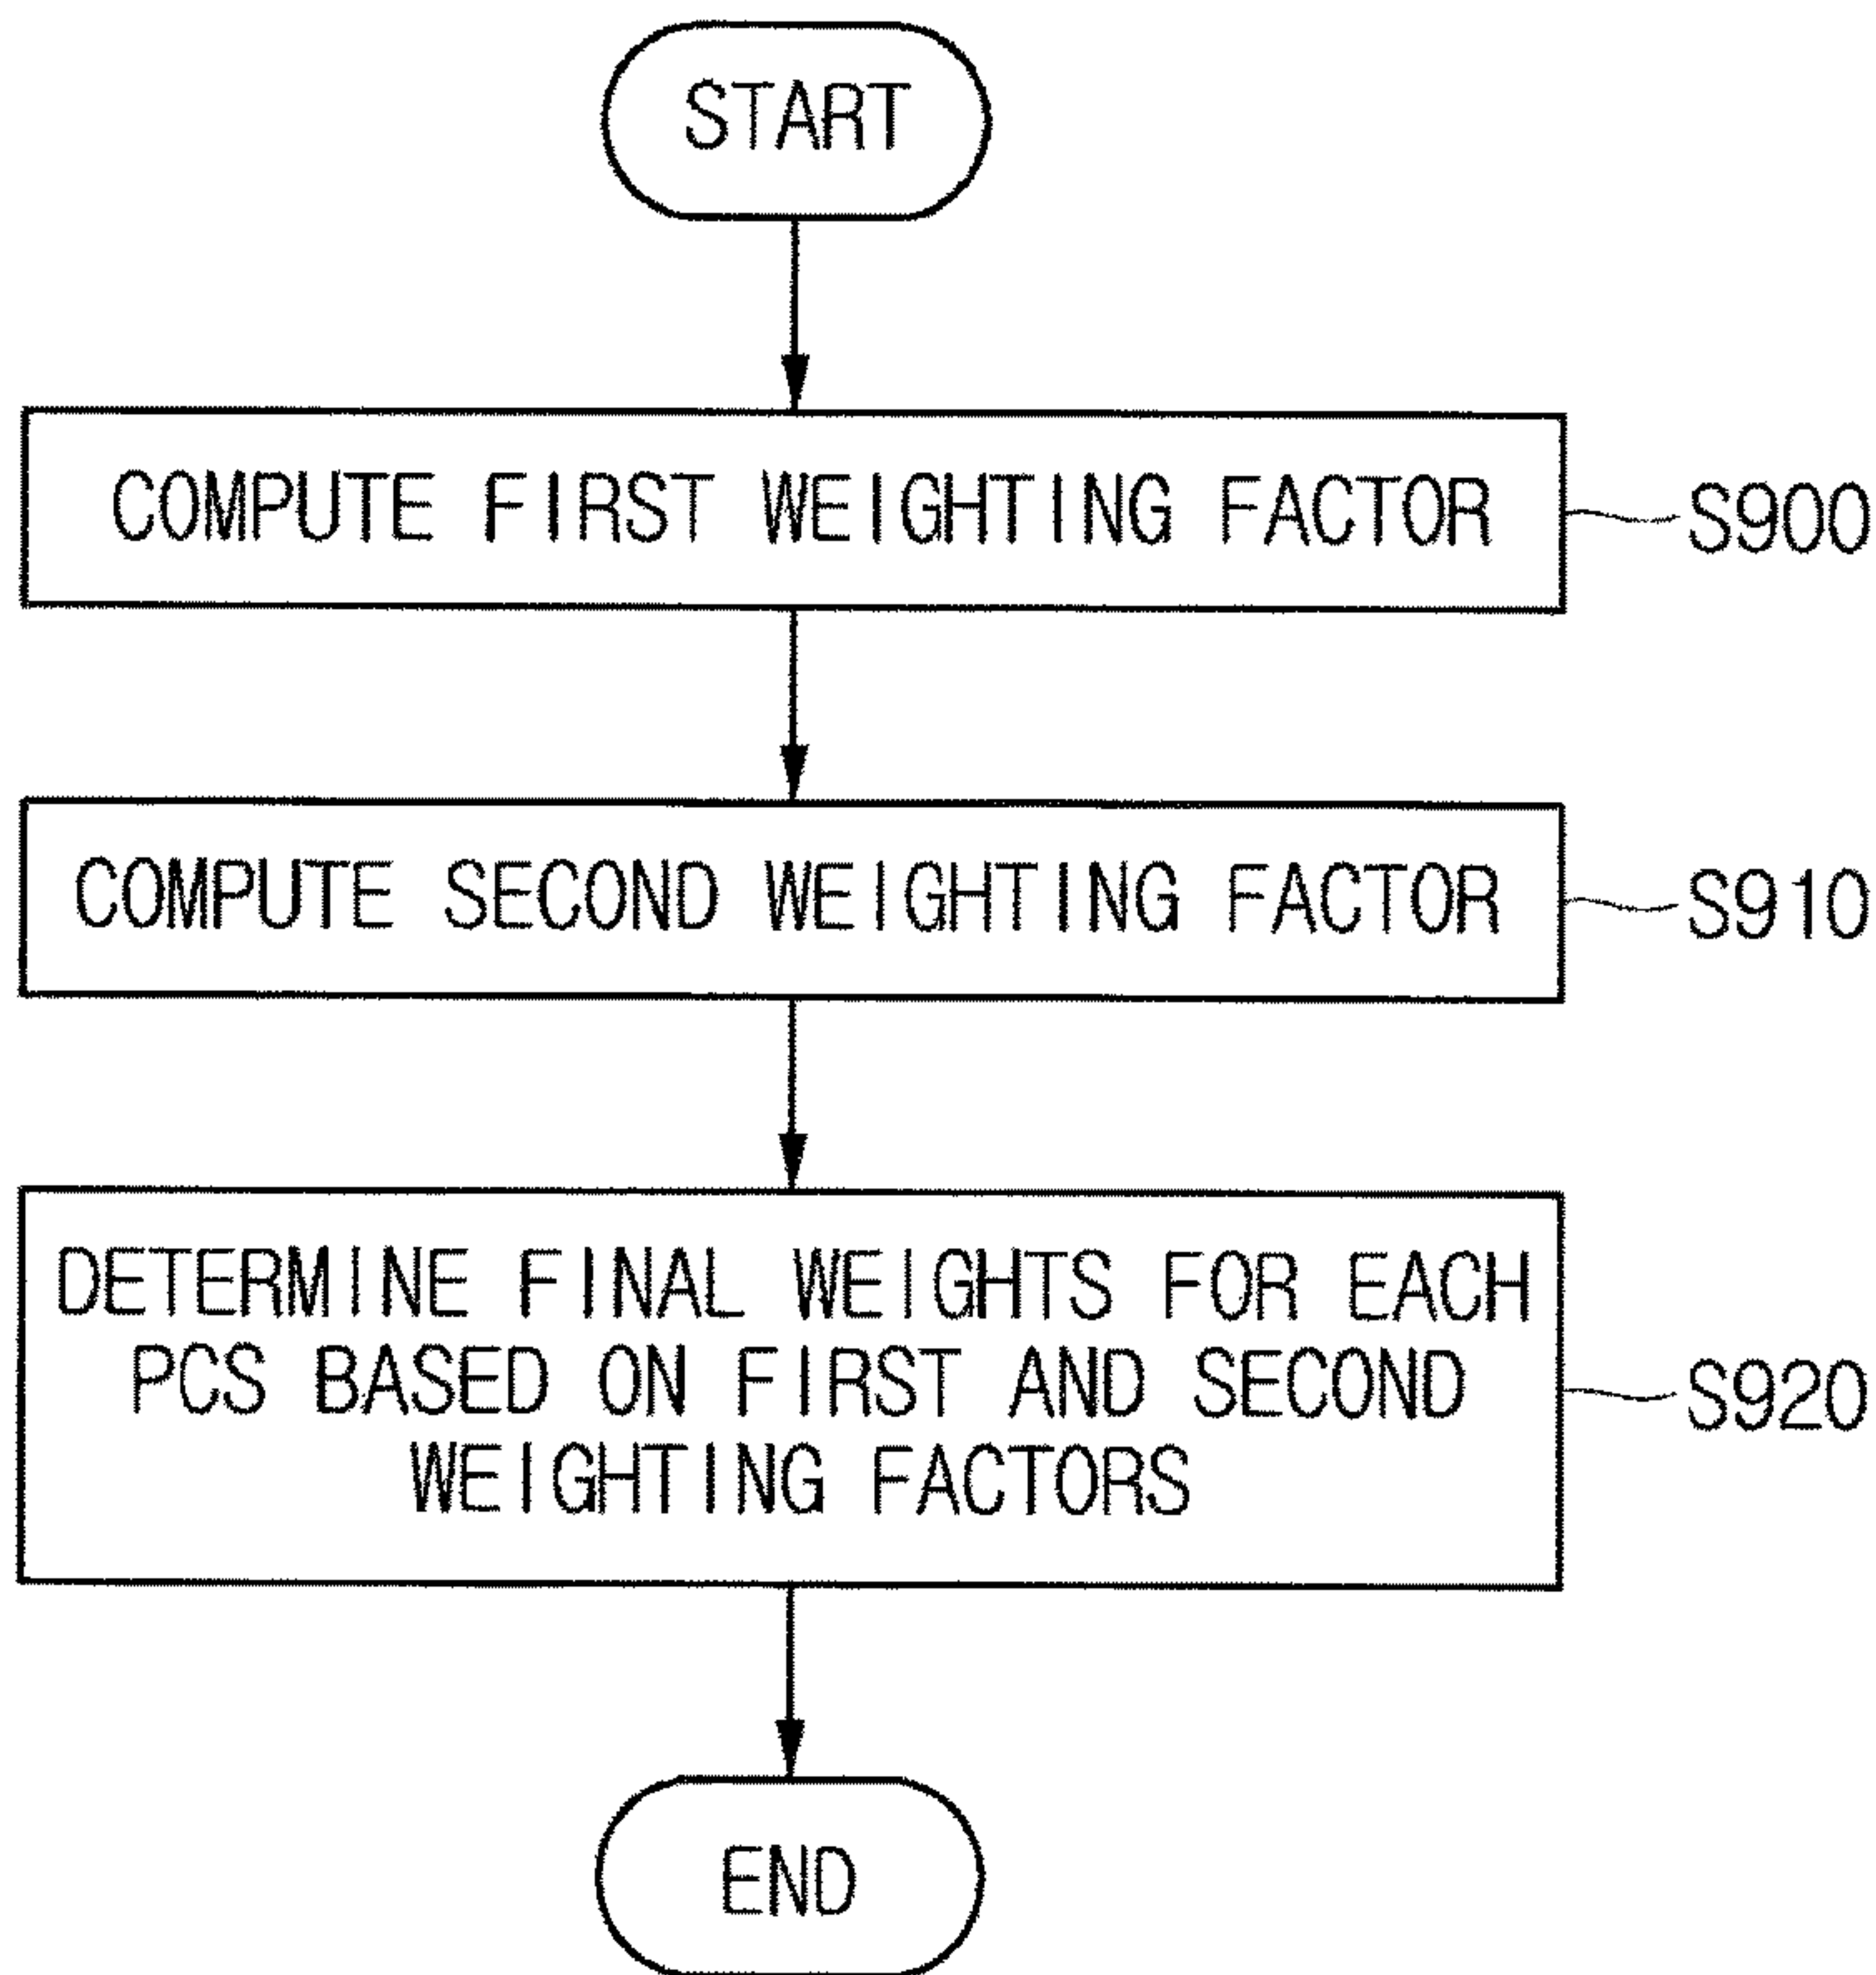 START
COMPUTE FIRST WEIGHTING FACTOR
S900
COMPUTE SECOND WEIGHTING FACTOR
S910
DETERMINE FINAL WEIGHTS FOR EACH
PCS BASED ON FIRST AND SECOND
WEIGHTING FACTORS
S920
END